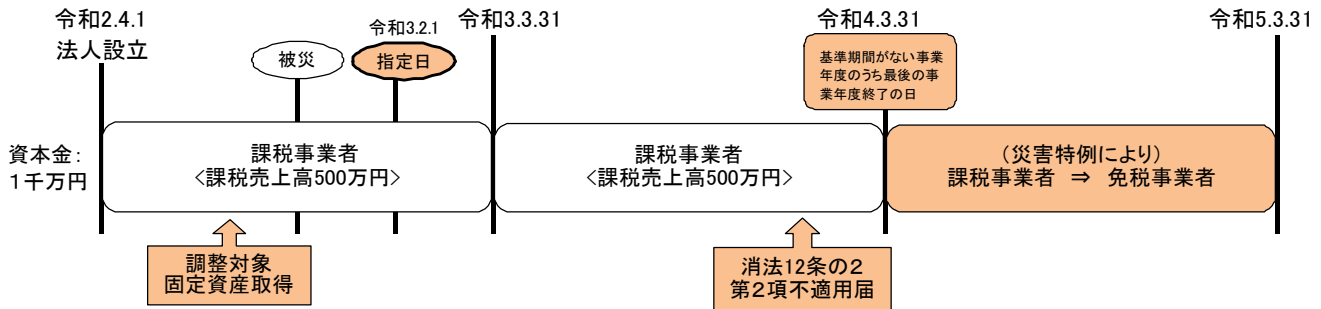 令和2.4.1
法人設立
被災
令和3.2.1
指定日
令和3.3.31
令和4.3.31
基準期間がない事業
年度のうち最後の事
業年度終了の日
令和5.3.31
資本金：
1千万円
課税事業者
<課税売上高500万円>
課税事業者
<課税売上高500万円>
(災害特例により)
課税事業者 ⇒ 免税事業者
調整対象
固定資産取得
消法12条の2
第2項不適用届